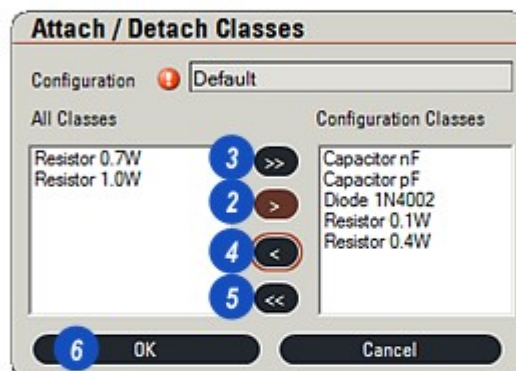 Attach / Detach Classes
Configuration ! Default
All Classes Configuration Classes
Resistor 0.7W
Resistor 1.0W
3 >>
2 >
4 <
5 <<
Capacitor nF
Capacitor pF
Diode 1N4002
Resistor 0.1W
Resistor 0.4W
6 OK Cancel